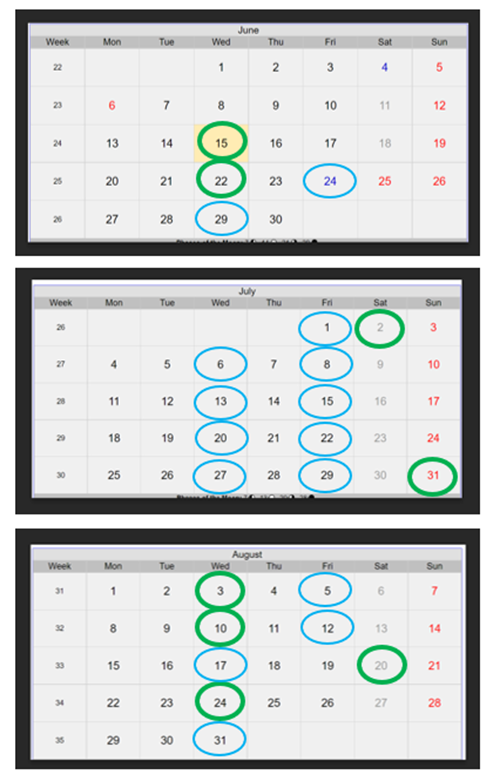 June
Week Mon Tue Wed Thu Fri Sat Sun
22 1 2 3 4 5
23 6 7 8 9 10 11 12
24 13 14 15 16 17 18 19
25 20 21 22 23 24 25 26
26 27 28 29 30
July
Week Mon Tue Wed Thu Fri Sat Sun
26 1 2 3
27 4 5 6 7 8 9 10
28 11 12 13 14 15 16 17
29 18 19 20 21 22 23 24
30 25 26 27 28 29 30 31
August
Week Mon Tue Wed Thu Fri Sat Sun
31 1 2 3 4 5 6 7
32 8 9 10 11 12 13 14
33 15 16 17 18 19 20 21
34 22 23 24 25 26 27 28
35 29 30 31